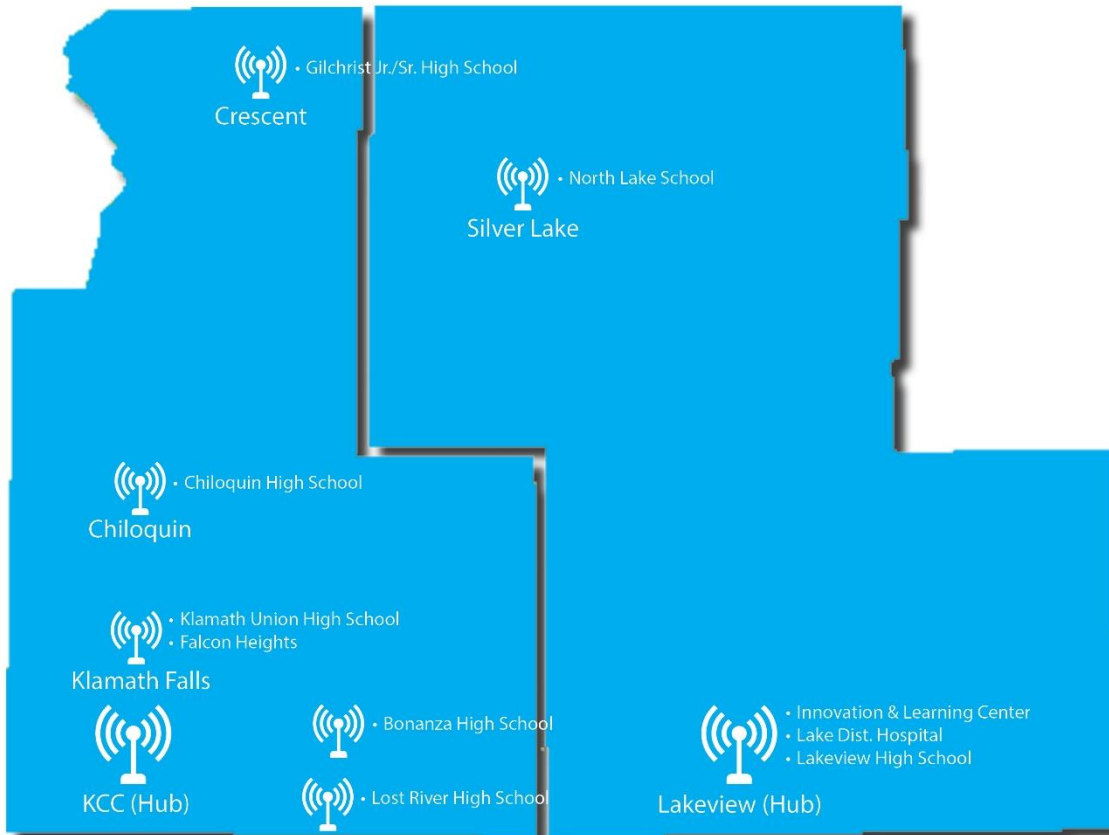 • Gilchrist Jr./Sr. High School
Crescent
• North Lake School
Silver Lake
• Chiloquin High School
Chiloquin
• Klamath Union High School
• Falcon Heights
Klamath Falls
• Bonanza High School
KCC (Hub)
• Lost River High School
• Innovation & Learning Center
• Lake Dist. Hospital
• Lakeview High School
Lakeview (Hub)